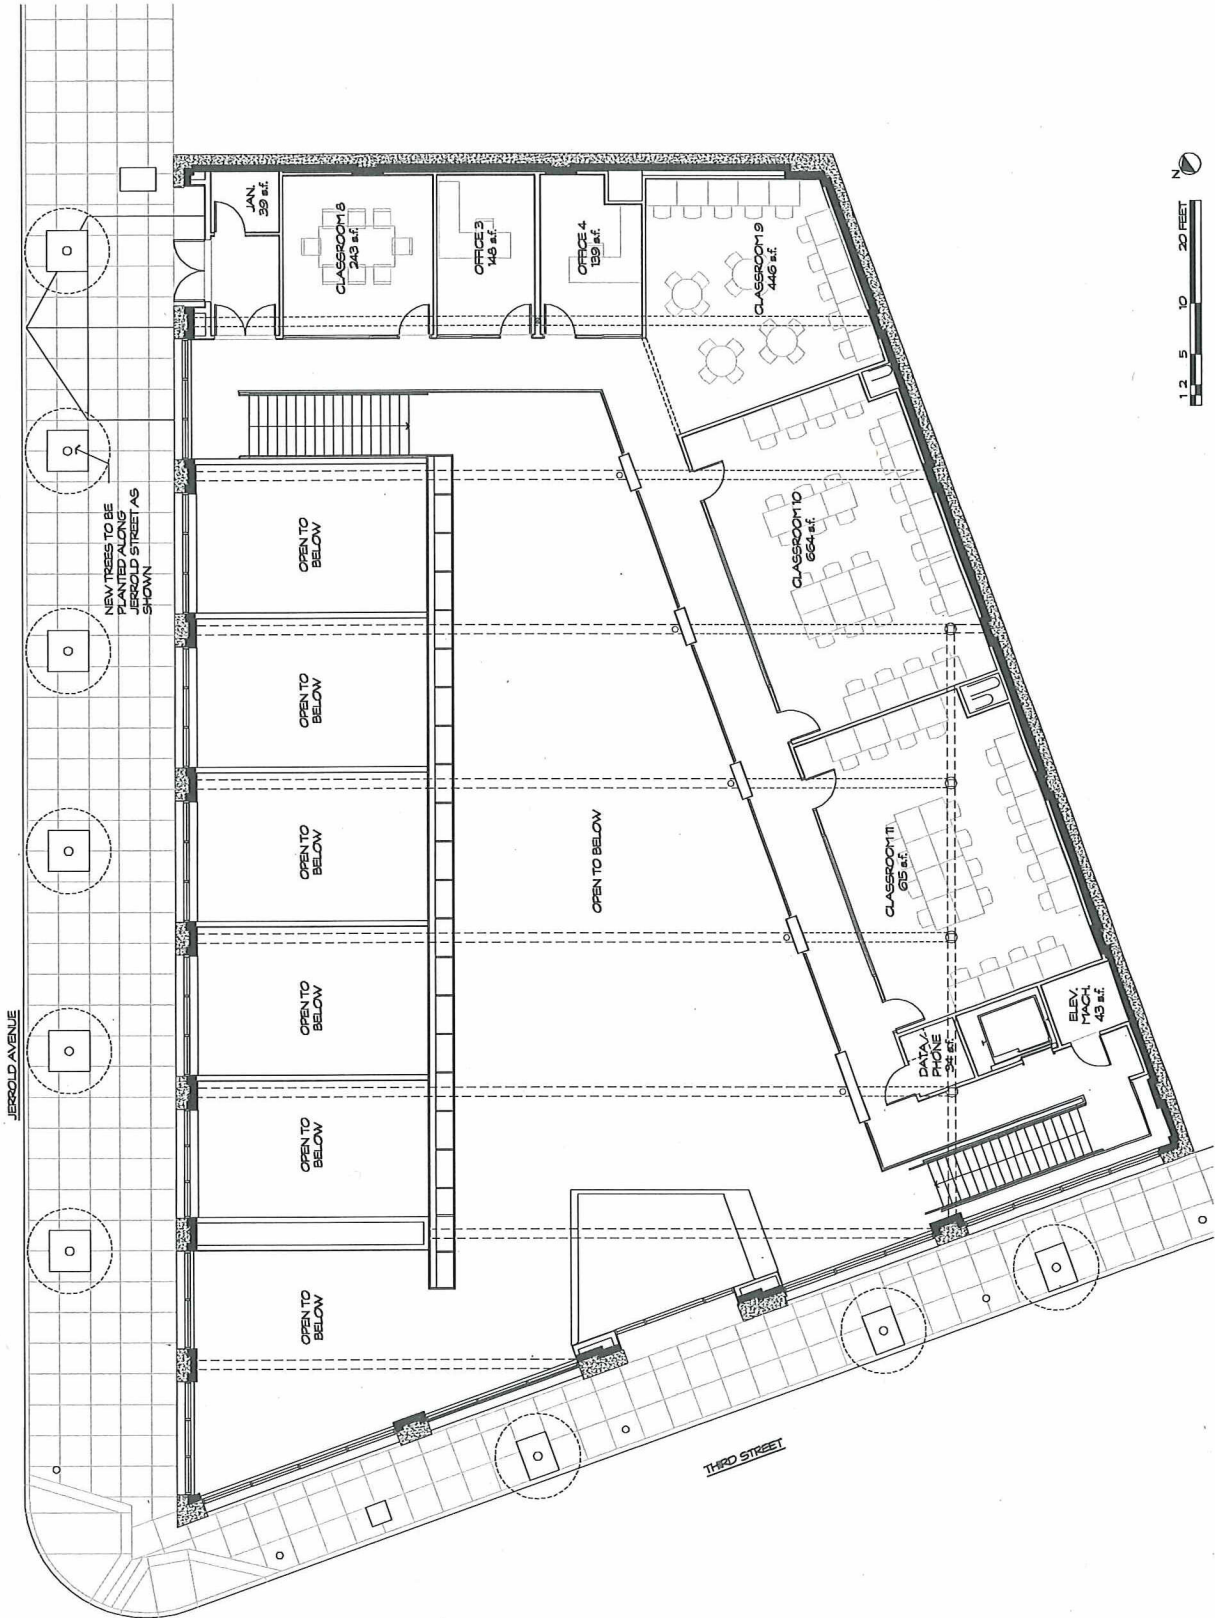 JERROLD AVENUE
NEW TREES TO BE
PLANTED ALONG
JERROLD STREET AS
SHOWN
JAN.
39 s.f.
CLASSROOM 8
243 s.f.
OFFICE 3
148 s.f.
OFFICE 4
139 s.f.
CLASSROOM 9
446 s.f.
CLASSROOM 10
664 s.f.
CLASSROOM 11
615 s.f.
DATA/
PHONE
94 s.f.
ELEV.
MACH.
43 s.f.
OPEN TO
BELOW
OPEN TO
BELOW
OPEN TO
BELOW
OPEN TO
BELOW
OPEN TO
BELOW
OPEN TO
BELOW
OPEN TO BELOW
THIRD STREET
N
1 2 5 10 20 FEET